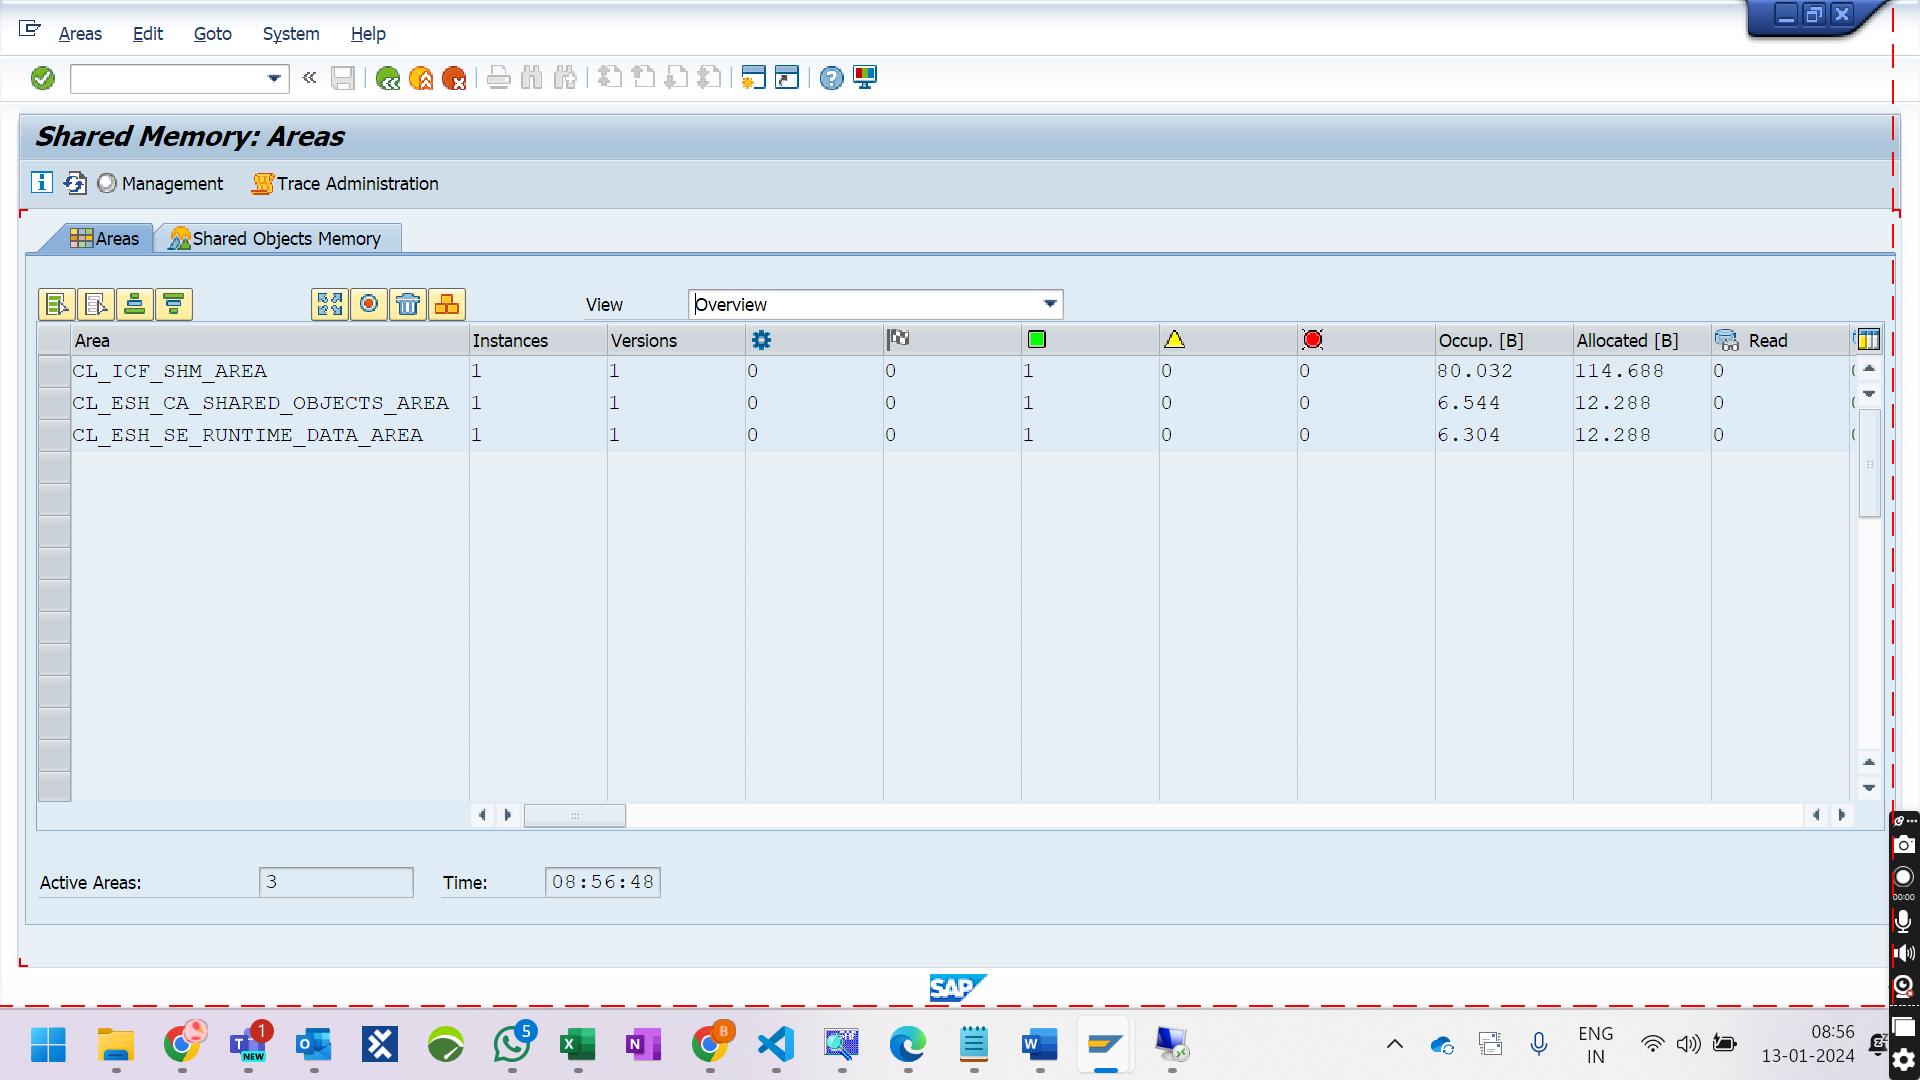 Areas Edit Goto System Help
Shared Memory: Areas
Management Trace Administration
Areas Shared Objects Memory
View Overview
Area Instances Versions Occup. [B] Allocated [B] Read
CL_ICF_SHM_AREA 1 1 0 0 1 0 0 80.032 114.688 0
CL_ESH_CA_SHARED_OBJECTS_AREA 1 1 0 0 1 0 0 6.544 12.288 0
CL_ESH_SE_RUNTIME_DATA_AREA 1 1 0 0 1 0 0 6.304 12.288 0
Active Areas: 3 Time: 08:56:48
00:00
SAP
1
NEW
5
B
ENG
IN
08:56
13-01-2024